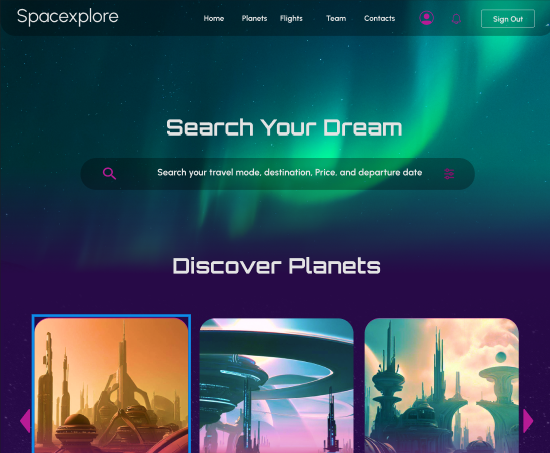 Spacexplore
Home
Planets
Flights
Team
Contacts
Sign Out
Search Your Dream
Search your travel mode, destination, Price, and departure date
Discover Planets